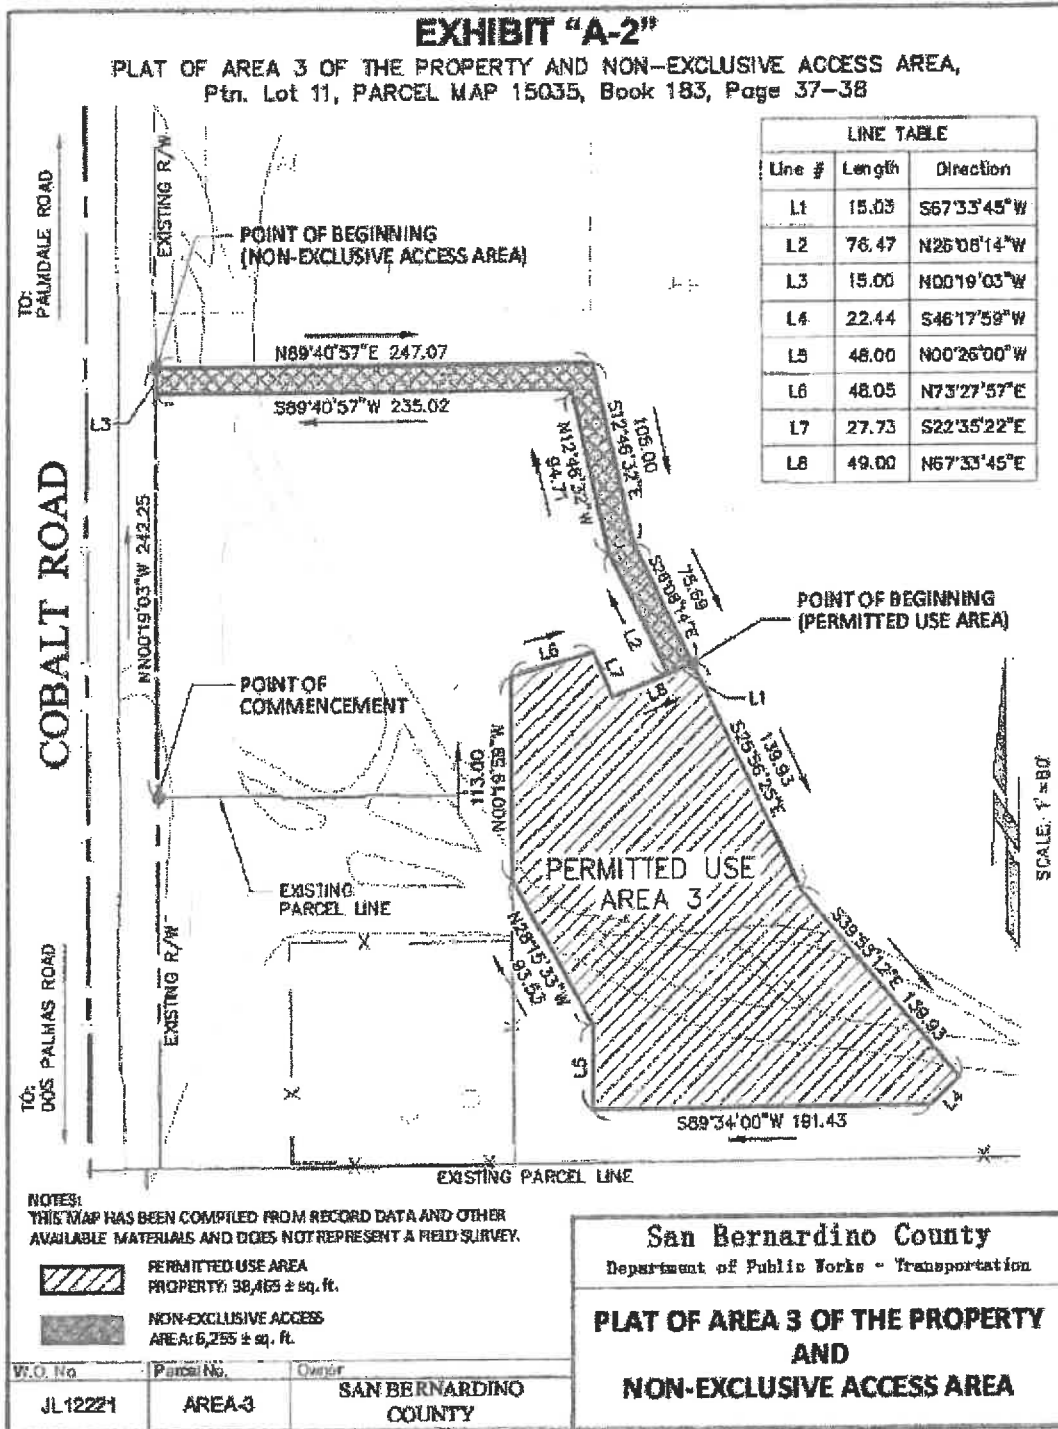 EXHIBIT "A-2"
PLAT OF AREA 3 OF THE PROPERTY AND NON-EXCLUSIVE ACCESS AREA,
Ptn. Lot 11, PARCEL MAP 15035, Book 183, Page 37-38
LINE TABLE
Line # Length Direction
L1 15.03 S67°33'45"W
L2 76.47 N26°08'14"W
L3 15.00 N00°19'03"W
L4 22.44 S46°17'59"W
L5 48.00 N00°26'00"W
L6 48.05 N73°27'57"E
L7 27.73 S22°35'22"E
L8 49.00 N67°33'45"E
TO:
PALMDALE ROAD
EXISTING R/W
POINT OF BEGINNING
(NON-EXCLUSIVE ACCESS AREA)
N89°40'57"E 247.07
S89°40'57"W 235.02
L3
S12°46'32"E
105.00
N12°46'32"W
94.71
COBALT ROAD
NN00°19'03"W 242.25
S26°08'14"E
75.69
L2
POINT OF BEGINNING
(PERMITTED USE AREA)
L6
L7
L8
L1
POINT OF
COMMENCEMENT
113.00
S25°56'25"E
139.93
SCALE: 1"=80'
PERMITTED USE
AREA 3
EXISTING
PARCEL LINE
N28°15'33"W
93.53
S39°53'12"E 139.93
EXISTING R/W
TO:
DOS PALMAS ROAD
L5
L4
S89°34'00"W 191.43
EXISTING PARCEL LINE
NOTES:
THIS MAP HAS BEEN COMPILED FROM RECORD DATA AND OTHER
AVAILABLE MATERIALS AND DOES NOT REPRESENT A FIELD SURVEY.
PERMITTED USE AREA
PROPERTY: 38,469 ± sq. ft.
NON-EXCLUSIVE ACCESS
AREA: 6,255 ± sq. ft.
W.O. No Parcel No. Owner
JL12221 AREA-3 SAN BERNARDINO
COUNTY
San Bernardino County
Department of Public Works - Transportation
PLAT OF AREA 3 OF THE PROPERTY
AND
NON-EXCLUSIVE ACCESS AREA